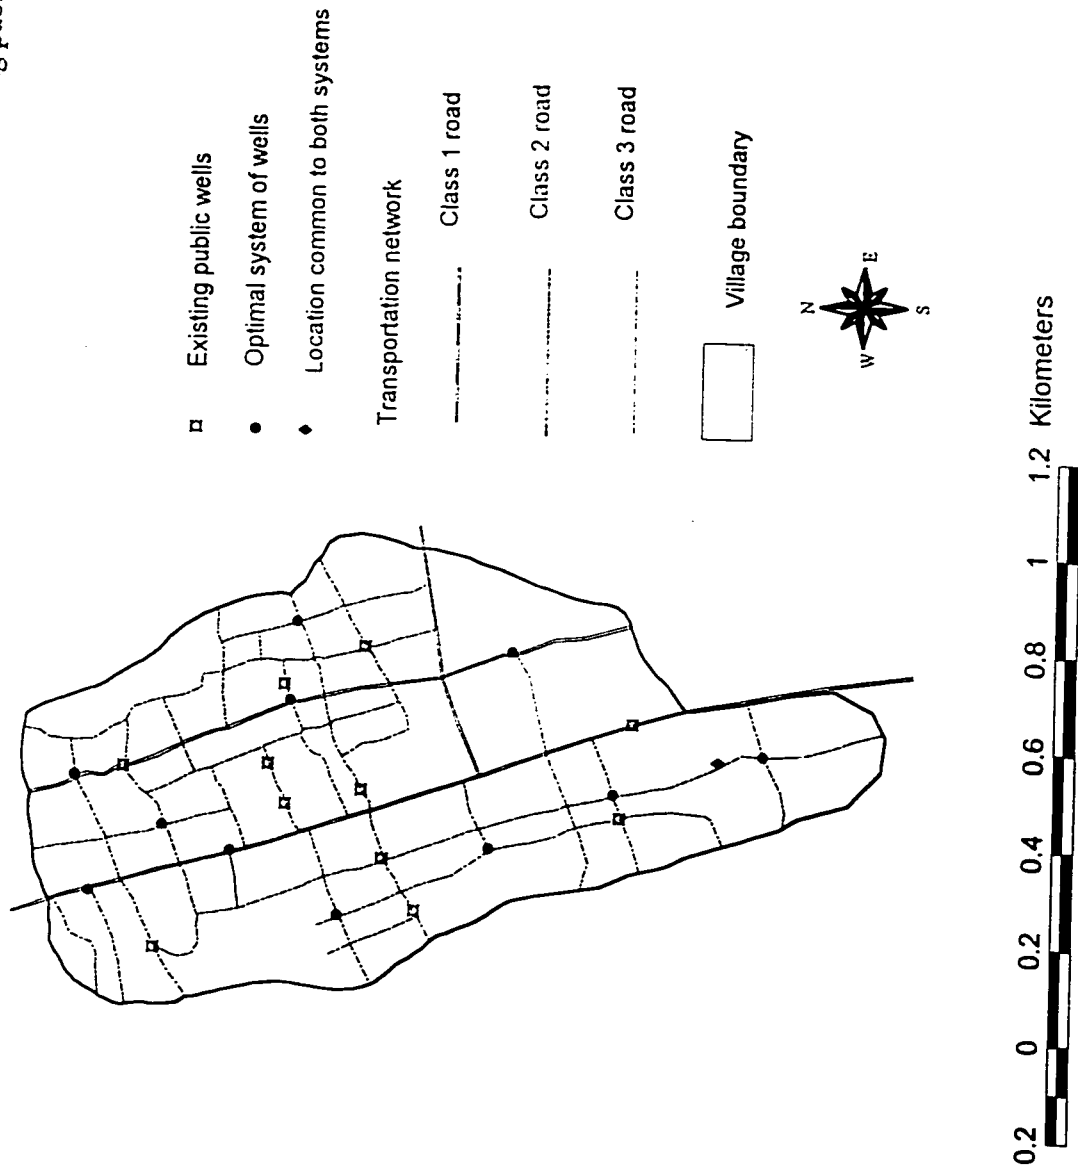 Existing public wells
Optimal system of wells
Location common to both systems
Transportation network
Class 1 road
Class 2 road
Class 3 road
Village boundary
N
W E
S
0.2 0 0.2 0.4 0.6 0.8 1 1.2 Kilometers